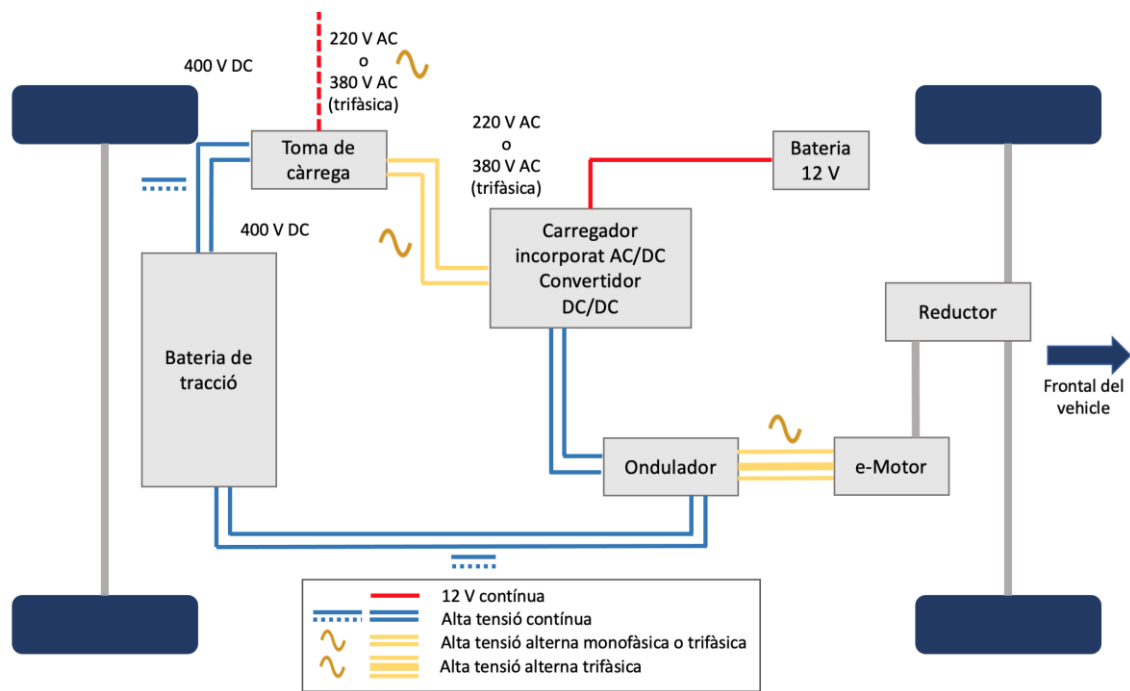 220 V AC
o
380 V AC
(trifàsica)
400 V DC
Toma de
càrrega
220 V AC
o
380 V AC
(trifàsica)
Bateria
12 V
400 V DC
Carregador
incorporat AC/DC
Convertidor
DC/DC
Bateria de
tracció
Reductor
Frontal del
vehicle
Ondulador
e-Motor
12 V contínua
Alta tensió contínua
Alta tensió alterna monofàsica o trifàsica
Alta tensió alterna trifàsica